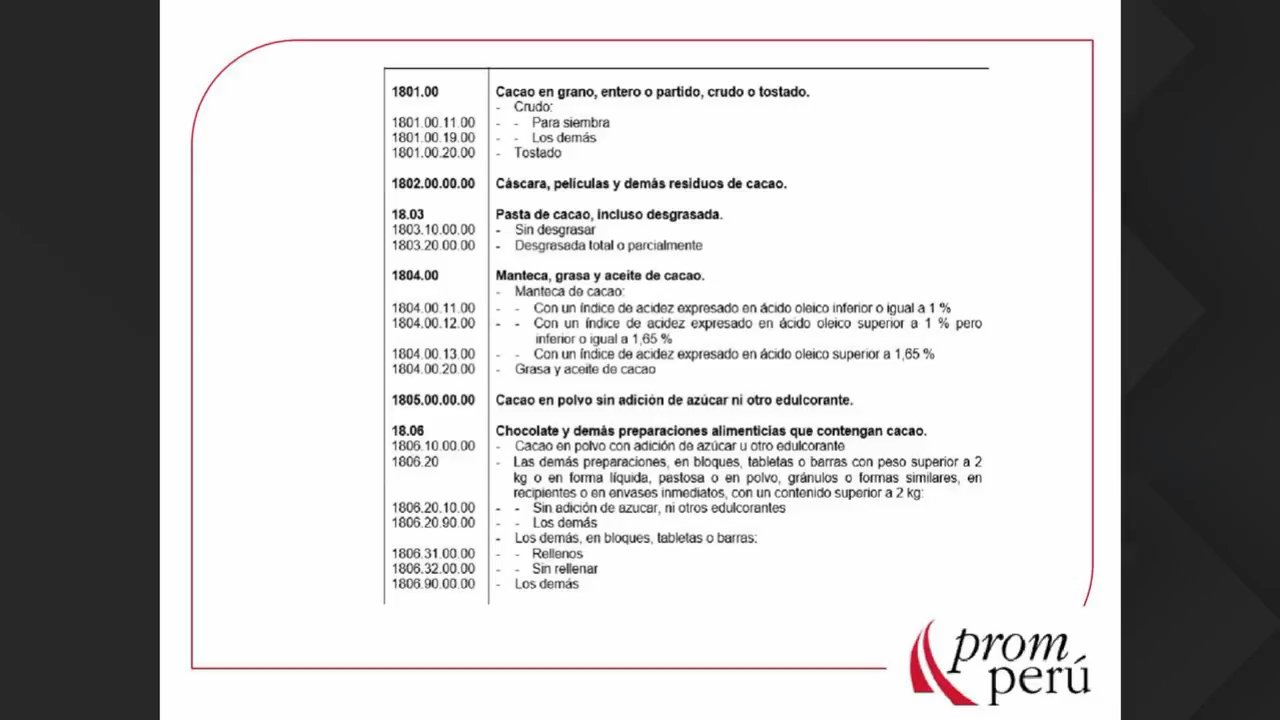 1801.00 Cacao en grano, entero o partido, crudo o tostado.
- Crudo:
1801.00.11.00 - - Para siembra
1801.00.19.00 - - Los demás
1801.00.20.00 - Tostado
1802.00.00.00 Cáscara, películas y demás residuos de cacao.
18.03 Pasta de cacao, incluso desgrasada.
1803.10.00.00 - Sin desgrasar
1803.20.00.00 - Desgrasada total o parcialmente
1804.00 Manteca, grasa y aceite de cacao.
- Manteca de cacao:
1804.00.11.00 - - Con un índice de acidez expresado en ácido oleico inferior o igual a 1 %
1804.00.12.00 - - Con un índice de acidez expresado en ácido oleico superior a 1 % pero
inferior o igual a 1,65 %
1804.00.13.00 - - Con un índice de acidez expresado en ácido oleico superior a 1,65 %
1804.00.20.00 - Grasa y aceite de cacao
1805.00.00.00 Cacao en polvo sin adición de azúcar ni otro edulcorante.
18.06 Chocolate y demás preparaciones alimenticias que contengan cacao.
1806.10.00.00 - Cacao en polvo con adición de azúcar u otro edulcorante
1806.20 - Las demás preparaciones, en bloques, tabletas o barras con peso superior a 2
kg o en forma líquida, pastosa o en polvo, gránulos o formas similares, en
recipientes o en envases inmediatos, con un contenido superior a 2 kg:
1806.20.10.00 - - Sin adición de azucar, ni otros edulcorantes
1806.20.90.00 - - Los demás
- Los demás, en bloques, tabletas o barras:
1806.31.00.00 - - Rellenos
1806.32.00.00 - - Sin rellenar
1806.90.00.00 - Los demás
prom
perú